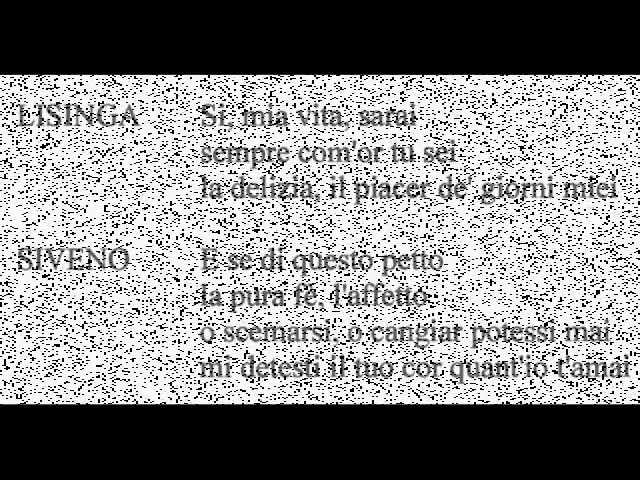 LISINGA Sì, mia vita, sarai
sempre com'or tu sei
la delizia, il piacer de' giorni miei
SIVENO E se di questo petto
la pura fé, l'affetto
o scemarsi, o cangiar potessi mai
mi detesti il tuo cor quant'io t'amai